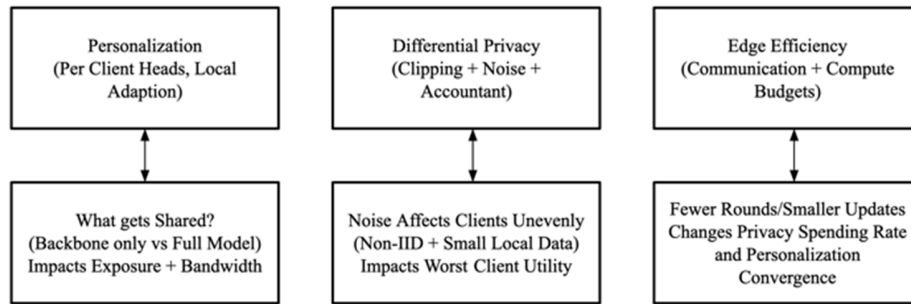 Personalization
(Per Client Heads, Local
Adaption)
Differential Privacy
(Clipping + Noise +
Accountant)
Edge Efficiency
(Communication + Compute
Budgets)
What gets Shared?
(Backbone only vs Full Model)
Impacts Exposure + Bandwidth
Noise Affects Clients Unevenly
(Non-IID + Small Local Data)
Impacts Worst Client Utility
Fewer Rounds/Smaller Updates
Changes Privacy Spending Rate
and Personalization
Convergence